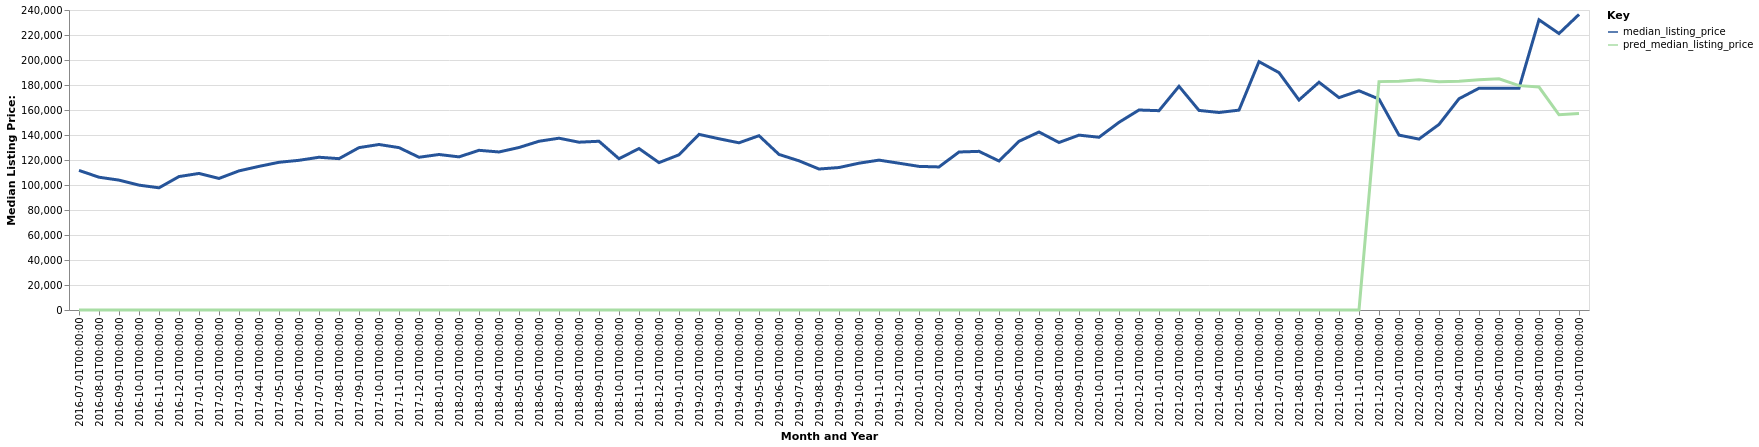 240,000
220,000
200,000
180,000
160,000
140,000
120,000
100,000
80,000
60,000
40,000
20,000
0
Median Listing Price:
2016-07-01T00:00:00
2016-08-01T00:00:00
2016-09-01T00:00:00
2016-10-01T00:00:00
2016-11-01T00:00:00
2016-12-01T00:00:00
2017-01-01T00:00:00
2017-02-01T00:00:00
2017-03-01T00:00:00
2017-04-01T00:00:00
2017-05-01T00:00:00
2017-06-01T00:00:00
2017-07-01T00:00:00
2017-08-01T00:00:00
2017-09-01T00:00:00
2017-10-01T00:00:00
2017-11-01T00:00:00
2017-12-01T00:00:00
2018-01-01T00:00:00
2018-02-01T00:00:00
2018-03-01T00:00:00
2018-04-01T00:00:00
2018-05-01T00:00:00
2018-06-01T00:00:00
2018-07-01T00:00:00
2018-08-01T00:00:00
2018-09-01T00:00:00
2018-10-01T00:00:00
2018-11-01T00:00:00
2018-12-01T00:00:00
2019-01-01T00:00:00
2019-02-01T00:00:00
2019-03-01T00:00:00
2019-04-01T00:00:00
2019-05-01T00:00:00
2019-06-01T00:00:00
2019-07-01T00:00:00
2019-08-01T00:00:00
2019-09-01T00:00:00
2019-10-01T00:00:00
2019-11-01T00:00:00
2019-12-01T00:00:00
2020-01-01T00:00:00
2020-02-01T00:00:00
2020-03-01T00:00:00
2020-04-01T00:00:00
2020-05-01T00:00:00
2020-06-01T00:00:00
2020-07-01T00:00:00
2020-08-01T00:00:00
2020-09-01T00:00:00
2020-10-01T00:00:00
2020-11-01T00:00:00
2020-12-01T00:00:00
2021-01-01T00:00:00
2021-02-01T00:00:00
2021-03-01T00:00:00
2021-04-01T00:00:00
2021-05-01T00:00:00
2021-06-01T00:00:00
2021-07-01T00:00:00
2021-08-01T00:00:00
2021-09-01T00:00:00
2021-10-01T00:00:00
2021-11-01T00:00:00
2021-12-01T00:00:00
2022-01-01T00:00:00
2022-02-01T00:00:00
2022-03-01T00:00:00
2022-04-01T00:00:00
2022-05-01T00:00:00
2022-06-01T00:00:00
2022-07-01T00:00:00
2022-08-01T00:00:00
2022-09-01T00:00:00
2022-10-01T00:00:00
Month and Year
Key
median_listing_price
pred_median_listing_price